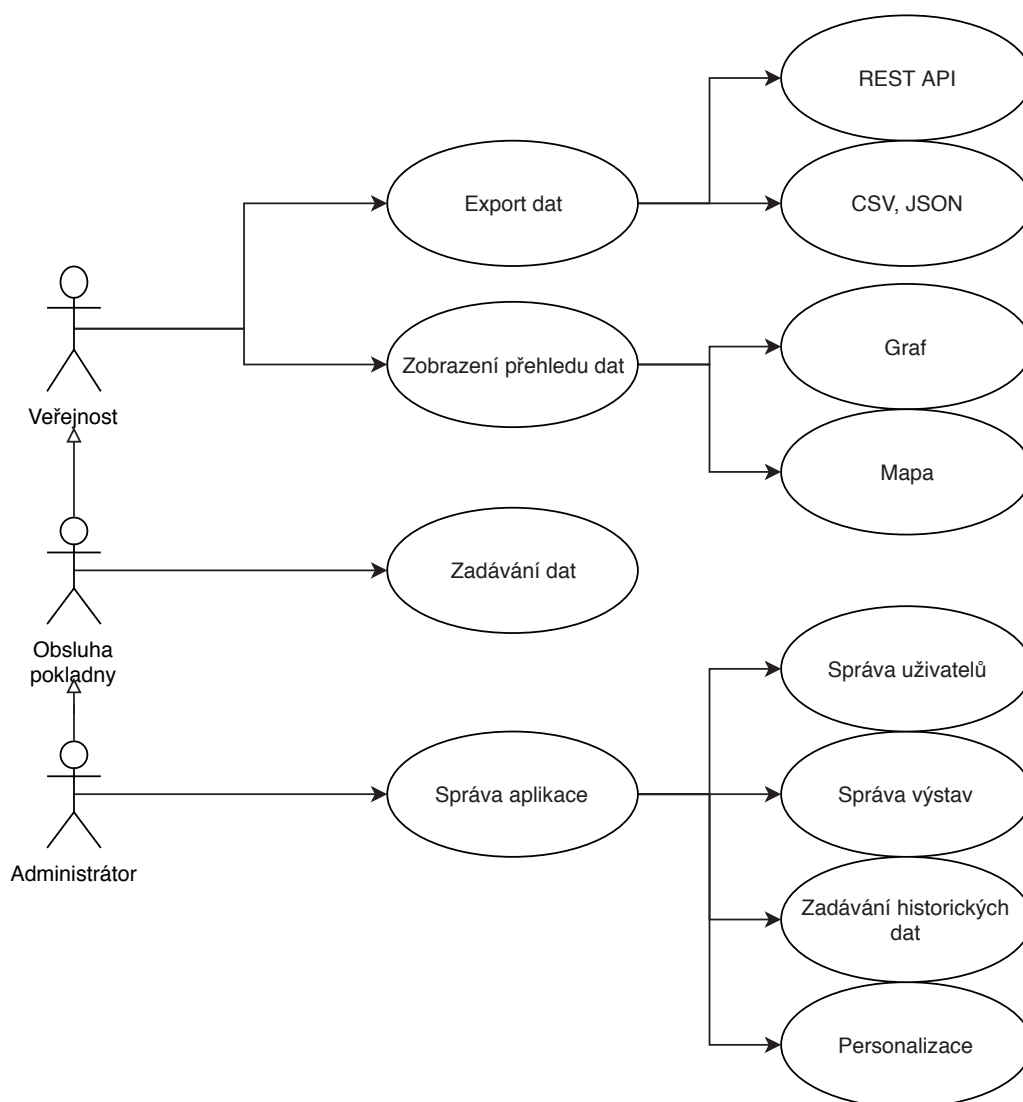 REST API
Export dat
CSV, JSON
Veřejnost
Zobrazení přehledu dat
Graf
Mapa
Obsluha
pokladny
Zadávání dat
Správa uživatelů
Administrátor
Správa aplikace
Správa výstav
Zadávání historických
dat
Personalizace